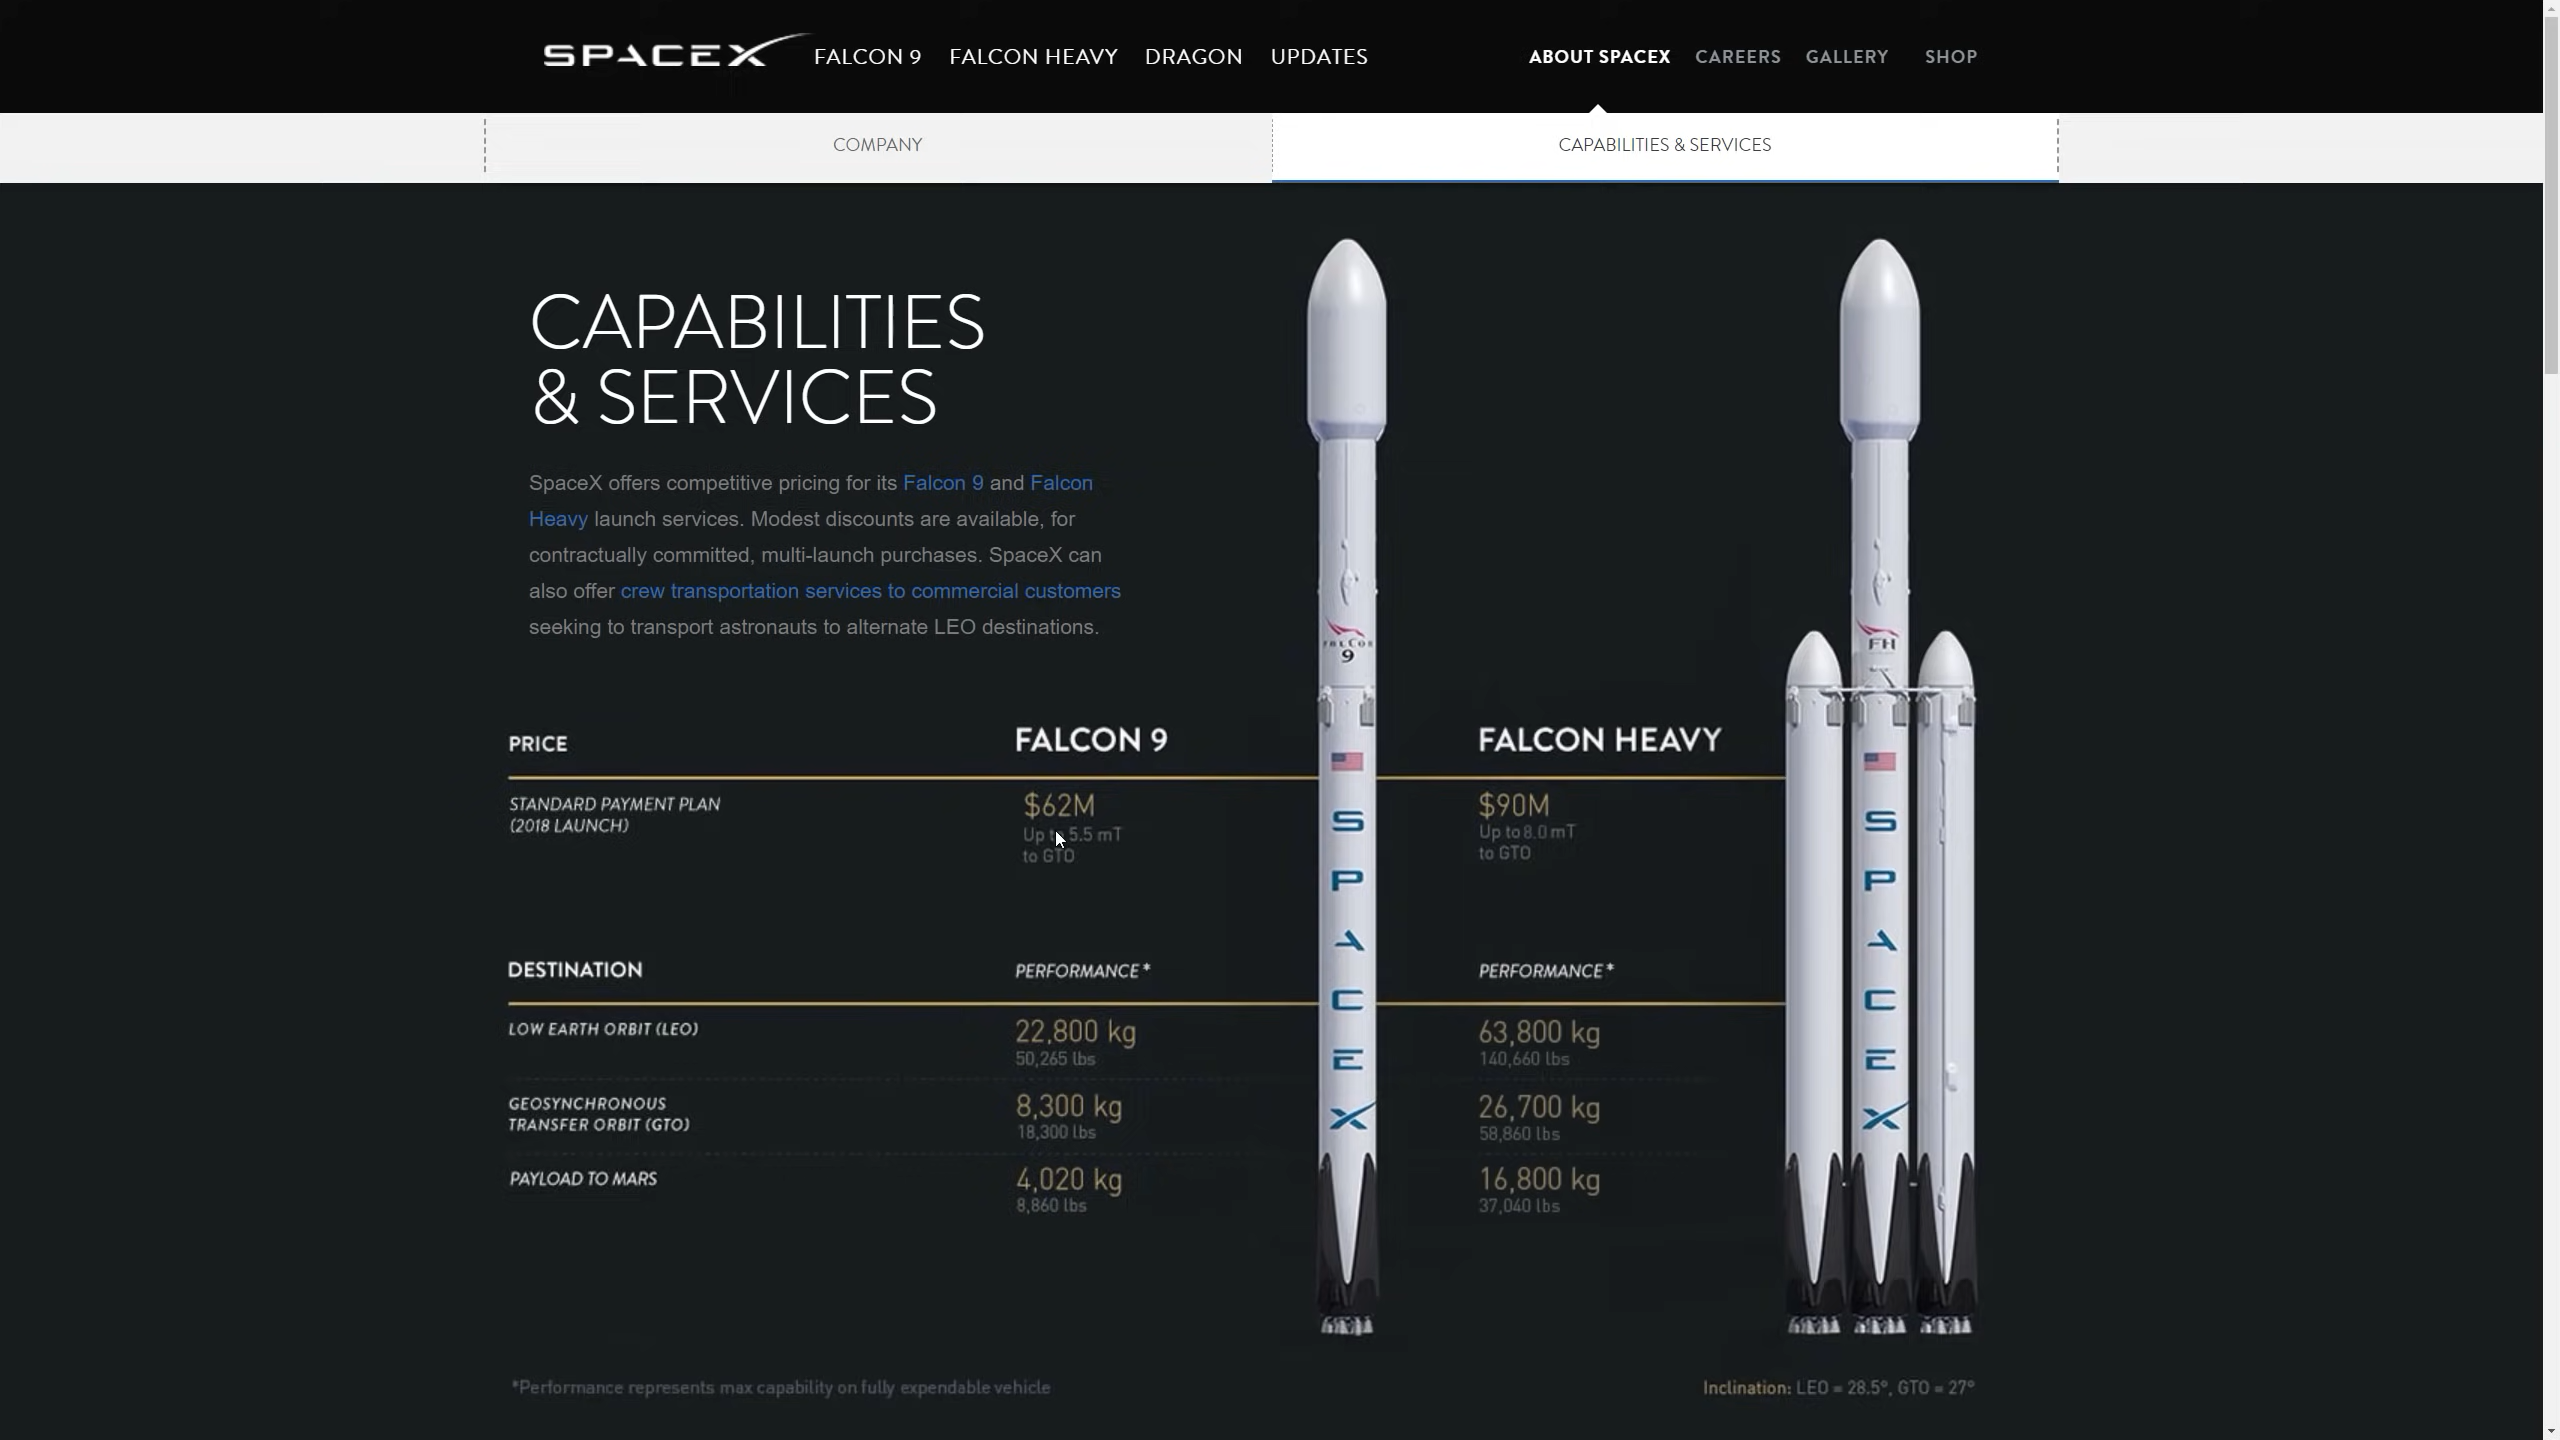 SPACEX FALCON 9 FALCON HEAVY DRAGON UPDATES ABOUT SPACEX CAREERS GALLERY SHOP
COMPANY CAPABILITIES & SERVICES
CAPABILITIES
& SERVICES
SpaceX offers competitive pricing for its Falcon 9 and Falcon
Heavy launch services. Modest discounts are available, for
contractually committed, multi-launch purchases. SpaceX can
also offer crew transportation services to commercial customers
seeking to transport astronauts to alternate LEO destinations.
FALCON
9
FH
PRICE FALCON 9 FALCON HEAVY
STANDARD PAYMENT PLAN
(2018 LAUNCH)
$62M
Up to 5.5 mT
to GTO
$90M
Up to 8.0 mT
to GTO
DESTINATION PERFORMANCE* PERFORMANCE*
LOW EARTH ORBIT (LEO)
22,800 kg
50,265 lbs
63,800 kg
140,660 lbs
GEOSYNCHRONOUS
TRANSFER ORBIT (GTO)
8,300 kg
18,300 lbs
26,700 kg
58,860 lbs
PAYLOAD TO MARS
4,020 kg
8,860 lbs
16,800 kg
37,040 lbs
SPACEX
SPACEX
*Performance represents max capability on fully expendable vehicle
Inclination: LEO = 28.5°, GTO = 27°